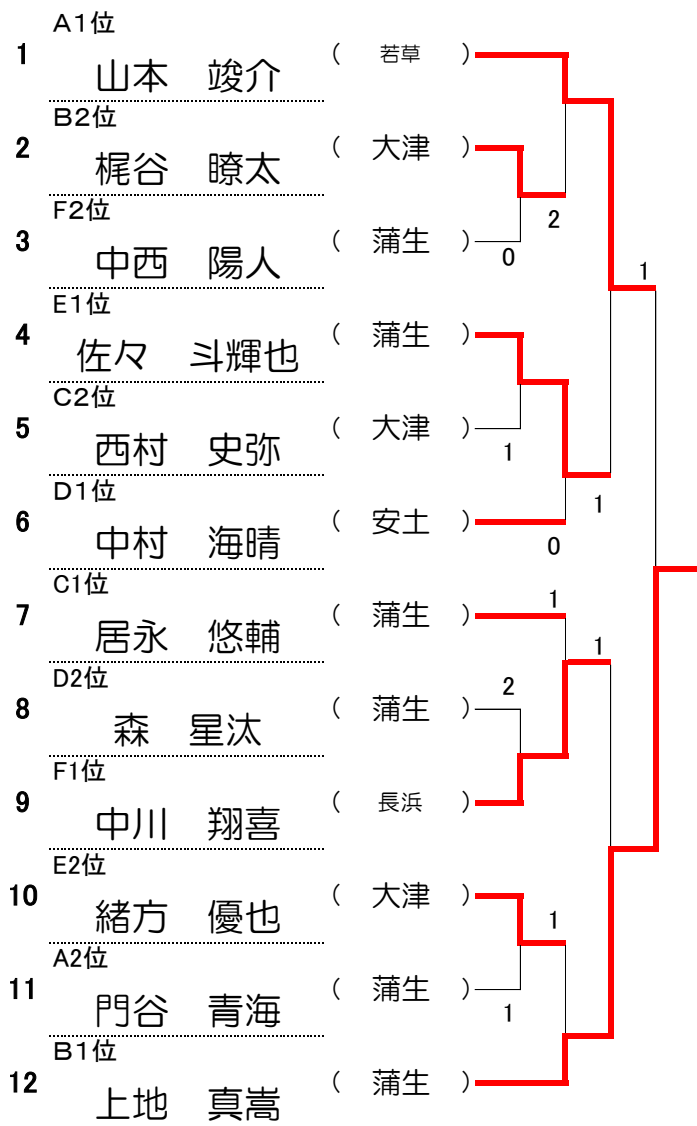 A1位
1 山本 竣介 ( 若草 )
B2位
2 梶谷 瞭太 ( 大津 )
2
F2位
3 中西 陽人 ( 蒲生 )
0
1
E1位
4 佐々 斗輝也 ( 蒲生 )
C2位
5 西村 史弥 ( 大津 )
1
1
D1位
6 中村 海晴 ( 安土 )
0
C1位
7 居永 悠輔 ( 蒲生 )
1
1
D2位
8 森 星汰 ( 蒲生 )
2
F1位
9 中川 翔喜 ( 長浜 )
E2位
10 緒方 優也 ( 大津 )
1
A2位
11 門谷 青海 ( 蒲生 )
1
B1位
12 上地 真嵩 ( 蒲生 )